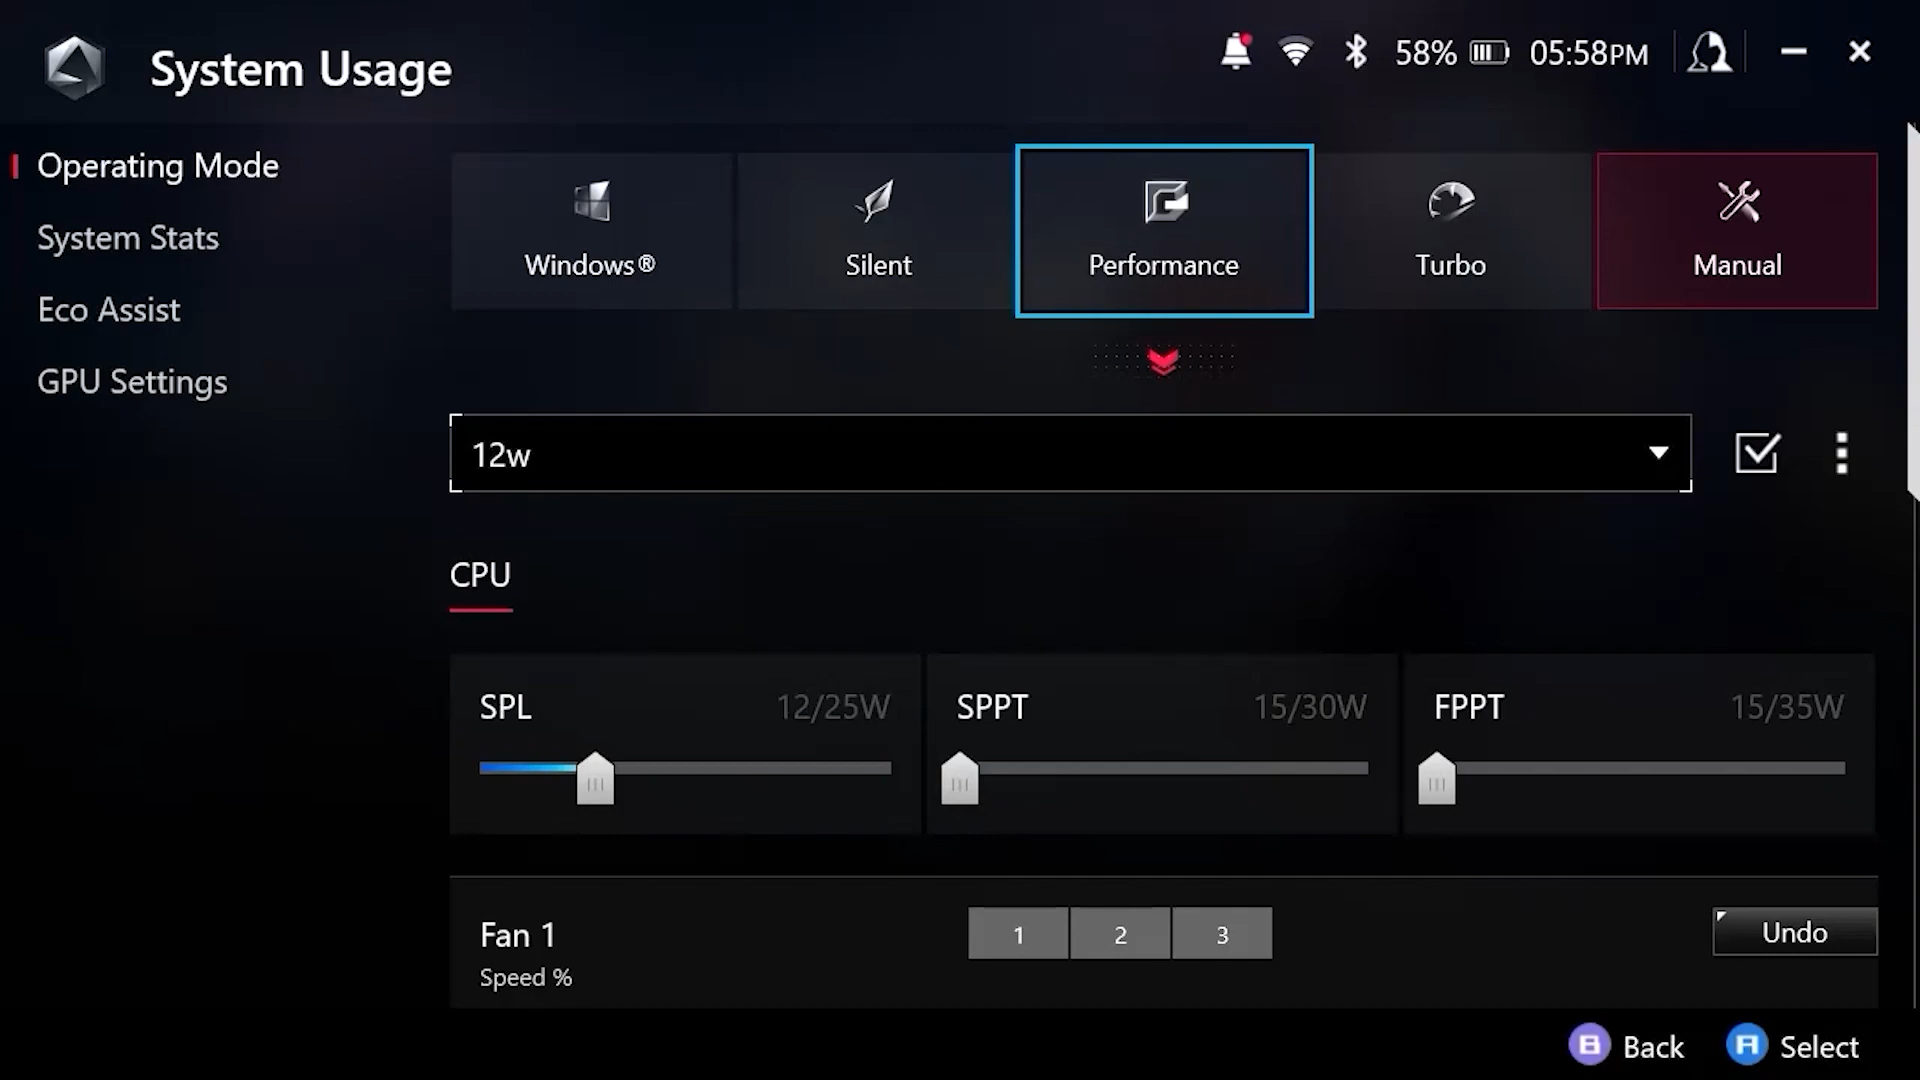 System Usage
58%
05:58PM
Operating Mode
System Stats
Eco Assist
GPU Settings
Windows®
Silent
Performance
Turbo
Manual
12w
CPU
SPL 12/25W
SPPT 15/30W
FPPT 15/35W
Fan 1
Speed %
1 2 3
Undo
B Back
A Select